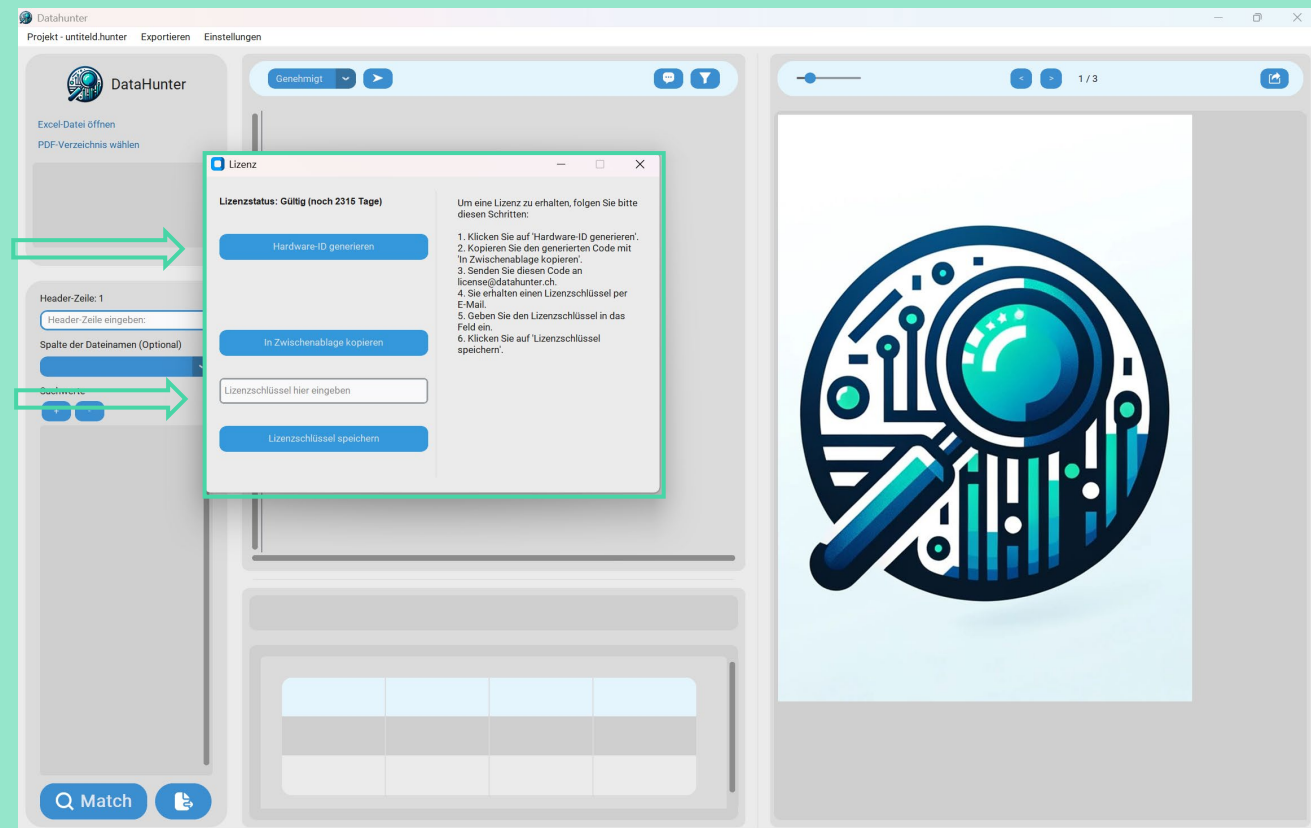 Datahunter
Projekt - untiteld.hunter Exportieren Einstellungen
DataHunter
Excel-Datei öffnen
PDF-Verzeichnis wählen
Header-Zeile: 1
Header-Zeile eingeben:
Spalte der Dateinamen (Optional)
Match
Genehmigt
Lizenz
Lizenzstatus: Gültig (noch 2315 Tage)
Hardware-ID generieren
In Zwischenablage kopieren
Lizenzschlüssel hier eingeben
Lizenzschlüssel speichern
Um eine Lizenz zu erhalten, folgen Sie bitte
diesen Schritten:
1. Klicken Sie auf 'Hardware-ID generieren'.
2. Kopieren Sie den generierten Code mit
'In Zwischenablage kopieren'.
3. Senden Sie diesen Code an
license@datahunter.ch.
4. Sie erhalten einen Lizenzschlüssel per
E-Mail.
5. Geben Sie den Lizenzschlüssel in das
Feld ein.
6. Klicken Sie auf 'Lizenzschlüssel
speichern'.
< > 1 / 3